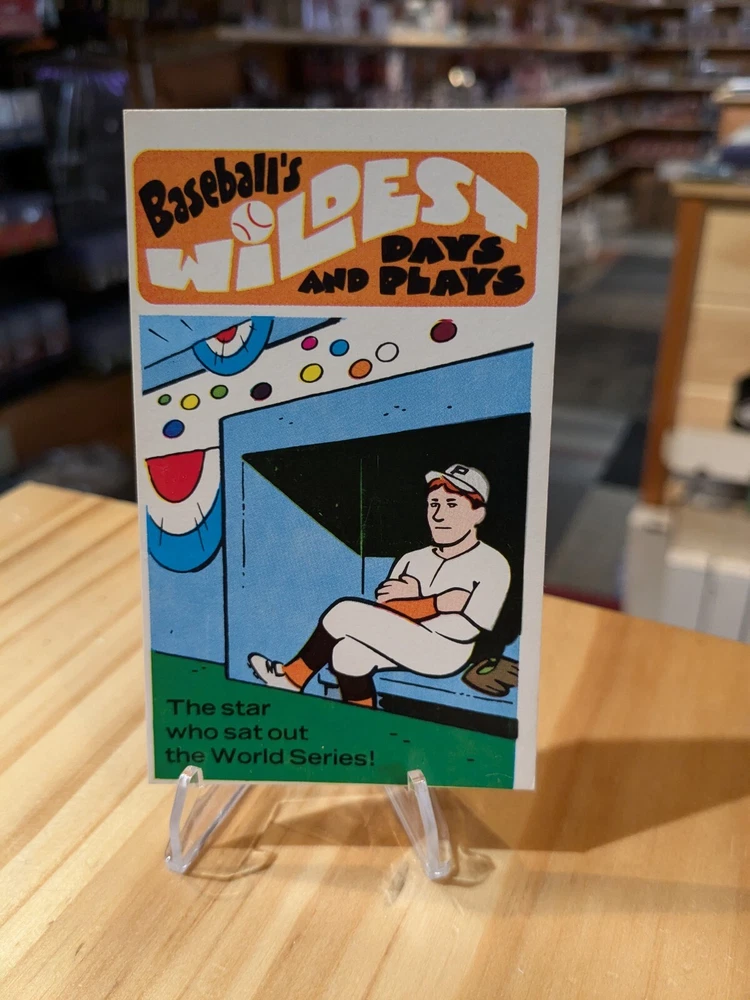 Baseball's
WiLDEST
DAYS
AND PLAYS
P
The star
who sat out
the World Series!